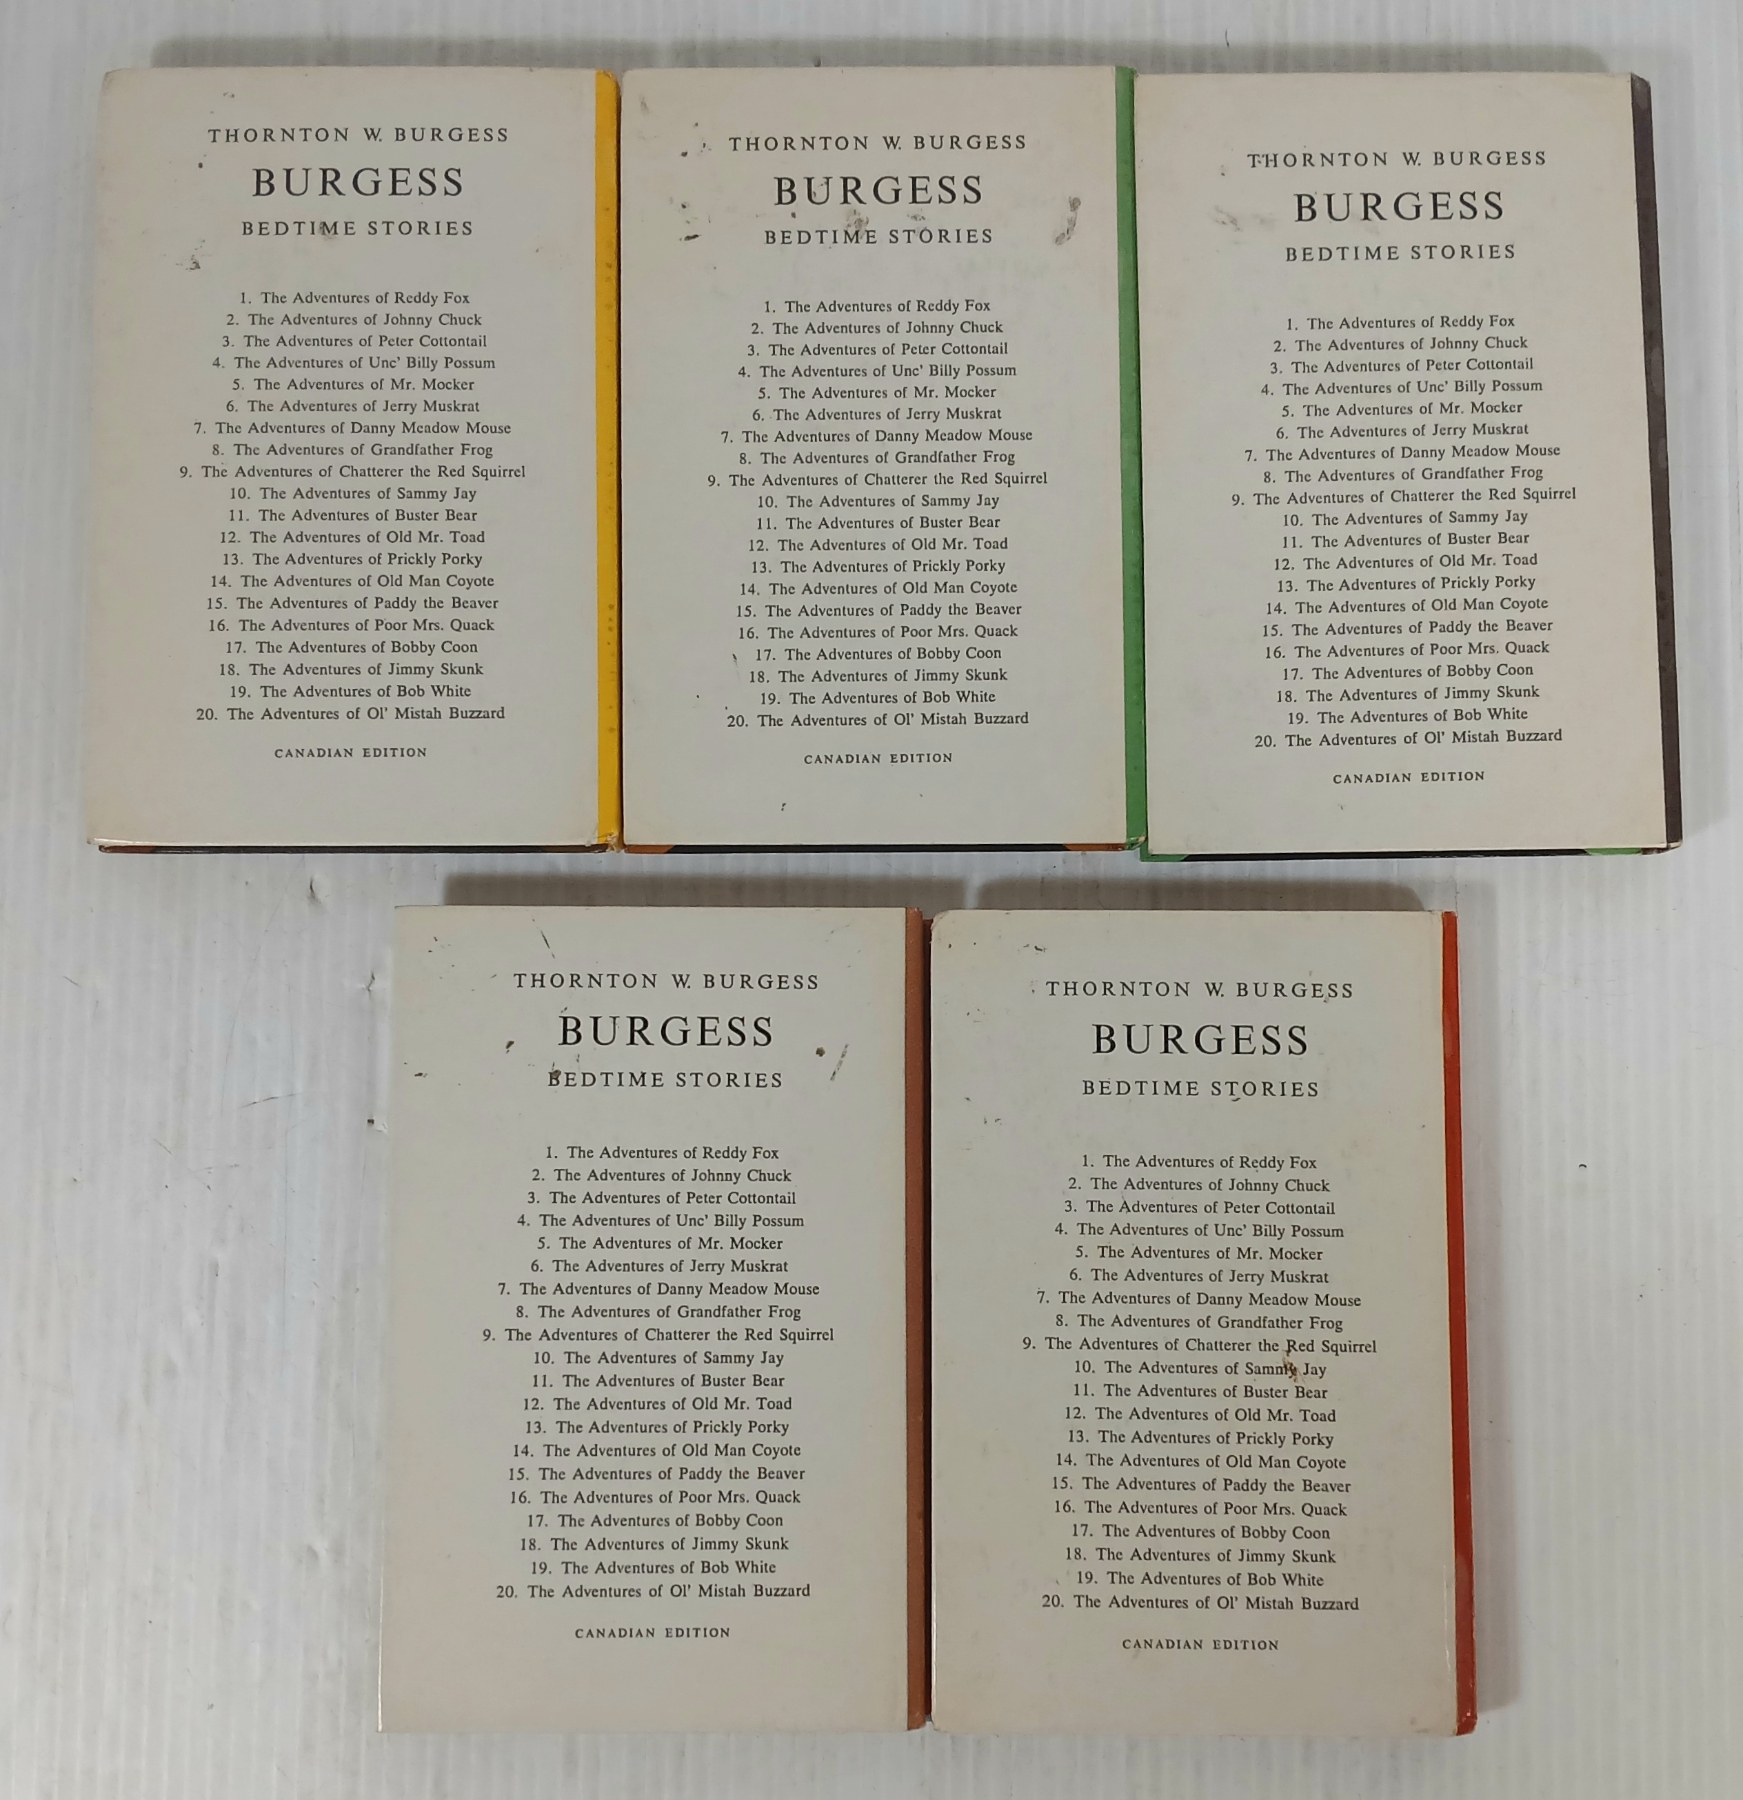 THORNTON W. BURGESS
BURGESS
BEDTIME STORIES
1. The Adventures of Reddy Fox
2. The Adventures of Johnny Chuck
3. The Adventures of Peter Cottontail
4. The Adventures of Unc' Billy Possum
5. The Adventures of Mr. Mocker
6. The Adventures of Jerry Muskrat
7. The Adventures of Danny Meadow Mouse
8. The Adventures of Grandfather Frog
9. The Adventures of Chatterer the Red Squirrel
10. The Adventures of Sammy Jay
11. The Adventures of Buster Bear
12. The Adventures of Old Mr. Toad
13. The Adventures of Prickly Porky
14. The Adventures of Old Man Coyote
15. The Adventures of Paddy the Beaver
16. The Adventures of Poor Mrs. Quack
17. The Adventures of Bobby Coon
18. The Adventures of Jimmy Skunk
19. The Adventures of Bob White
20. The Adventures of Ol' Mistah Buzzard
CANADIAN EDITION
THORNTON W. BURGESS
BURGESS
BEDTIME STORIES
1. The Adventures of Reddy Fox
2. The Adventures of Johnny Chuck
3. The Adventures of Peter Cottontail
4. The Adventures of Unc' Billy Possum
5. The Adventures of Mr. Mocker
6. The Adventures of Jerry Muskrat
7. The Adventures of Danny Meadow Mouse
8. The Adventures of Grandfather Frog
9. The Adventures of Chatterer the Red Squirrel
10. The Adventures of Sammy Jay
11. The Adventures of Buster Bear
12. The Adventures of Old Mr. Toad
13. The Adventures of Prickly Porky
14. The Adventures of Old Man Coyote
15. The Adventures of Paddy the Beaver
16. The Adventures of Poor Mrs. Quack
17. The Adventures of Bobby Coon
18. The Adventures of Jimmy Skunk
19. The Adventures of Bob White
20. The Adventures of Ol' Mistah Buzzard
CANADIAN EDITION
THORNTON W. BURGESS
BURGESS
BEDTIME STORIES
1. The Adventures of Reddy Fox
2. The Adventures of Johnny Chuck
3. The Adventures of Peter Cottontail
4. The Adventures of Unc' Billy Possum
5. The Adventures of Mr. Mocker
6. The Adventures of Jerry Muskrat
7. The Adventures of Danny Meadow Mouse
8. The Adventures of Grandfather Frog
9. The Adventures of Chatterer the Red Squirrel
10. The Adventures of Sammy Jay
11. The Adventures of Buster Bear
12. The Adventures of Old Mr. Toad
13. The Adventures of Prickly Porky
14. The Adventures of Old Man Coyote
15. The Adventures of Paddy the Beaver
16. The Adventures of Poor Mrs. Quack
17. The Adventures of Bobby Coon
18. The Adventures of Jimmy Skunk
19. The Adventures of Bob White
20. The Adventures of Ol' Mistah Buzzard
CANADIAN EDITION
THORNTON W. BURGESS
BURGESS
BEDTIME STORIES
1. The Adventures of Reddy Fox
2. The Adventures of Johnny Chuck
3. The Adventures of Peter Cottontail
4. The Adventures of Unc' Billy Possum
5. The Adventures of Mr. Mocker
6. The Adventures of Jerry Muskrat
7. The Adventures of Danny Meadow Mouse
8. The Adventures of Grandfather Frog
9. The Adventures of Chatterer the Red Squirrel
10. The Adventures of Sammy Jay
11. The Adventures of Buster Bear
12. The Adventures of Old Mr. Toad
13. The Adventures of Prickly Porky
14. The Adventures of Old Man Coyote
15. The Adventures of Paddy the Beaver
16. The Adventures of Poor Mrs. Quack
17. The Adventures of Bobby Coon
18. The Adventures of Jimmy Skunk
19. The Adventures of Bob White
20. The Adventures of Ol' Mistah Buzzard
CANADIAN EDITION
THORNTON W. BURGESS
BURGESS
BEDTIME STORIES
1. The Adventures of Reddy Fox
2. The Adventures of Johnny Chuck
3. The Adventures of Peter Cottontail
4. The Adventures of Unc' Billy Possum
5. The Adventures of Mr. Mocker
6. The Adventures of Jerry Muskrat
7. The Adventures of Danny Meadow Mouse
8. The Adventures of Grandfather Frog
9. The Adventures of Chatterer the Red Squirrel
10. The Adventures of Sammy Jay
11. The Adventures of Buster Bear
12. The Adventures of Old Mr. Toad
13. The Adventures of Prickly Porky
14. The Adventures of Old Man Coyote
15. The Adventures of Paddy the Beaver
16. The Adventures of Poor Mrs. Quack
17. The Adventures of Bobby Coon
18. The Adventures of Jimmy Skunk
19. The Adventures of Bob White
20. The Adventures of Ol' Mistah Buzzard
CANADIAN EDITION